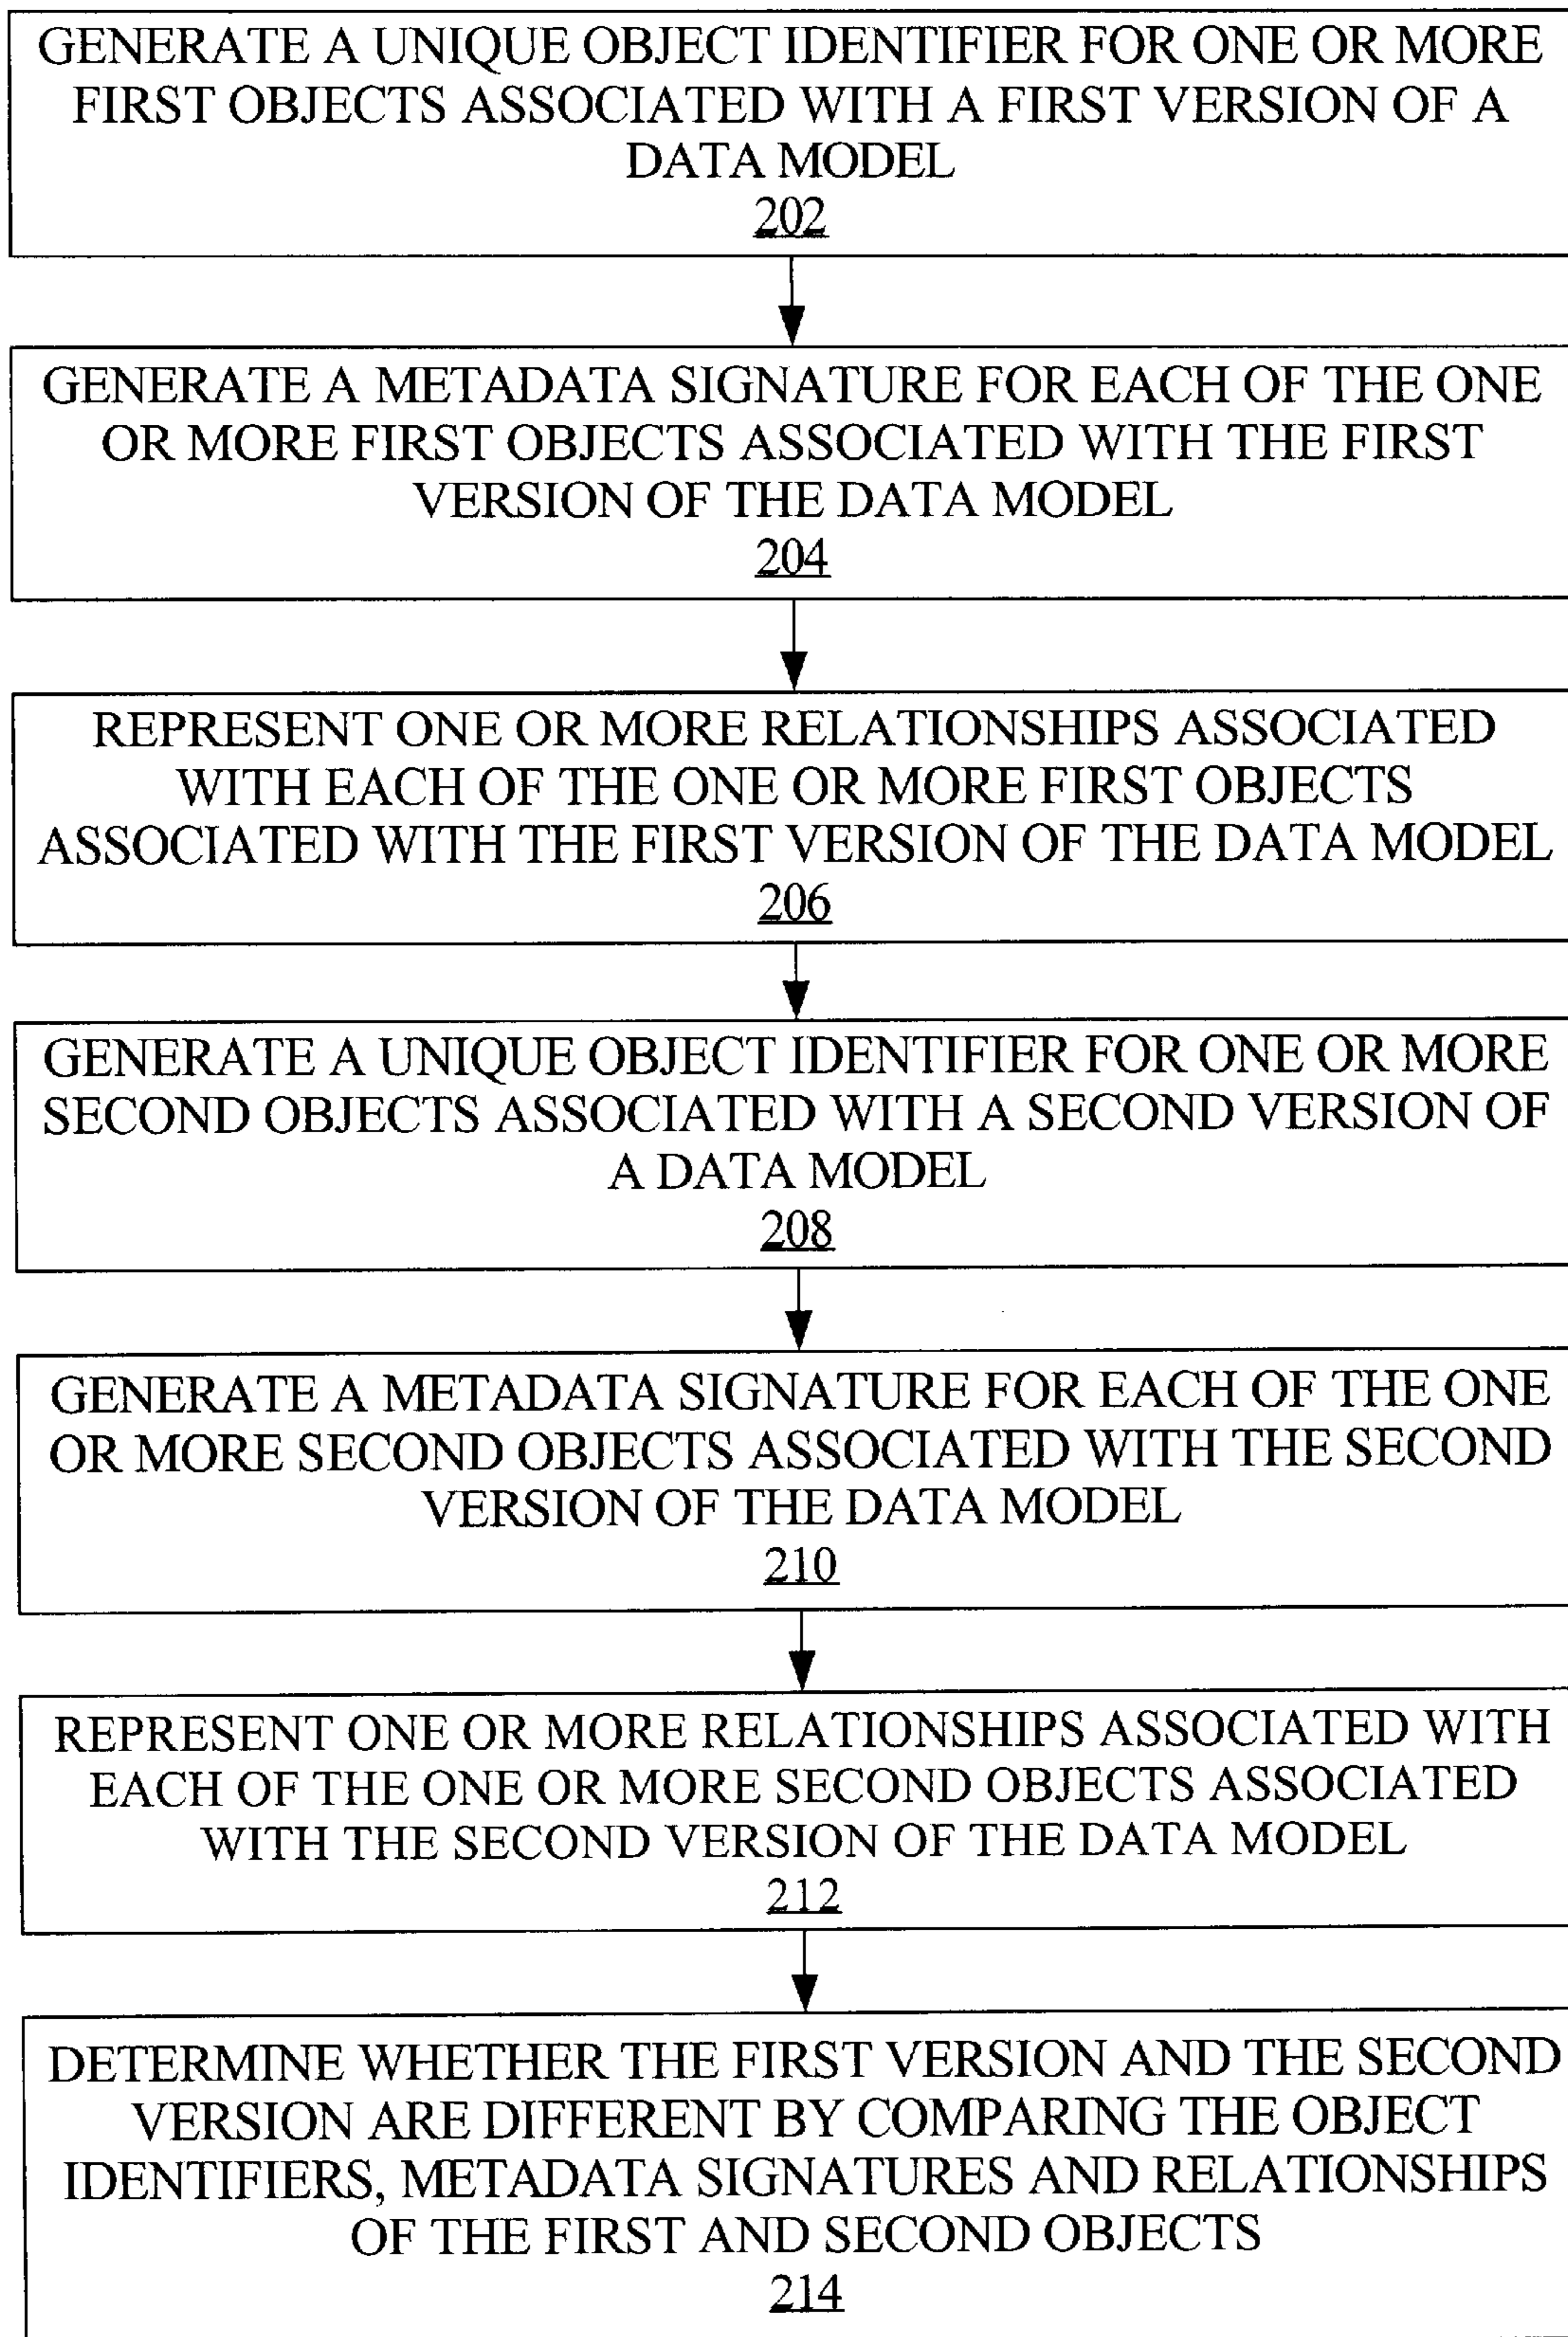 GENERATE A UNIQUE OBJECT IDENTIFIER FOR ONE OR MORE
FIRST OBJECTS ASSOCIATED WITH A FIRST VERSION OF A
DATA MODEL
202
GENERATE A METADATA SIGNATURE FOR EACH OF THE ONE
OR MORE FIRST OBJECTS ASSOCIATED WITH THE FIRST
VERSION OF THE DATA MODEL
204
REPRESENT ONE OR MORE RELATIONSHIPS ASSOCIATED
WITH EACH OF THE ONE OR MORE FIRST OBJECTS
ASSOCIATED WITH THE FIRST VERSION OF THE DATA MODEL
206
GENERATE A UNIQUE OBJECT IDENTIFIER FOR ONE OR MORE
SECOND OBJECTS ASSOCIATED WITH A SECOND VERSION OF
A DATA MODEL
208
GENERATE A METADATA SIGNATURE FOR EACH OF THE ONE
OR MORE SECOND OBJECTS ASSOCIATED WITH THE SECOND
VERSION OF THE DATA MODEL
210
REPRESENT ONE OR MORE RELATIONSHIPS ASSOCIATED WITH
EACH OF THE ONE OR MORE SECOND OBJECTS ASSOCIATED
WITH THE SECOND VERSION OF THE DATA MODEL
212
DETERMINE WHETHER THE FIRST VERSION AND THE SECOND
VERSION ARE DIFFERENT BY COMPARING THE OBJECT
IDENTIFIERS, METADATA SIGNATURES AND RELATIONSHIPS
OF THE FIRST AND SECOND OBJECTS
214